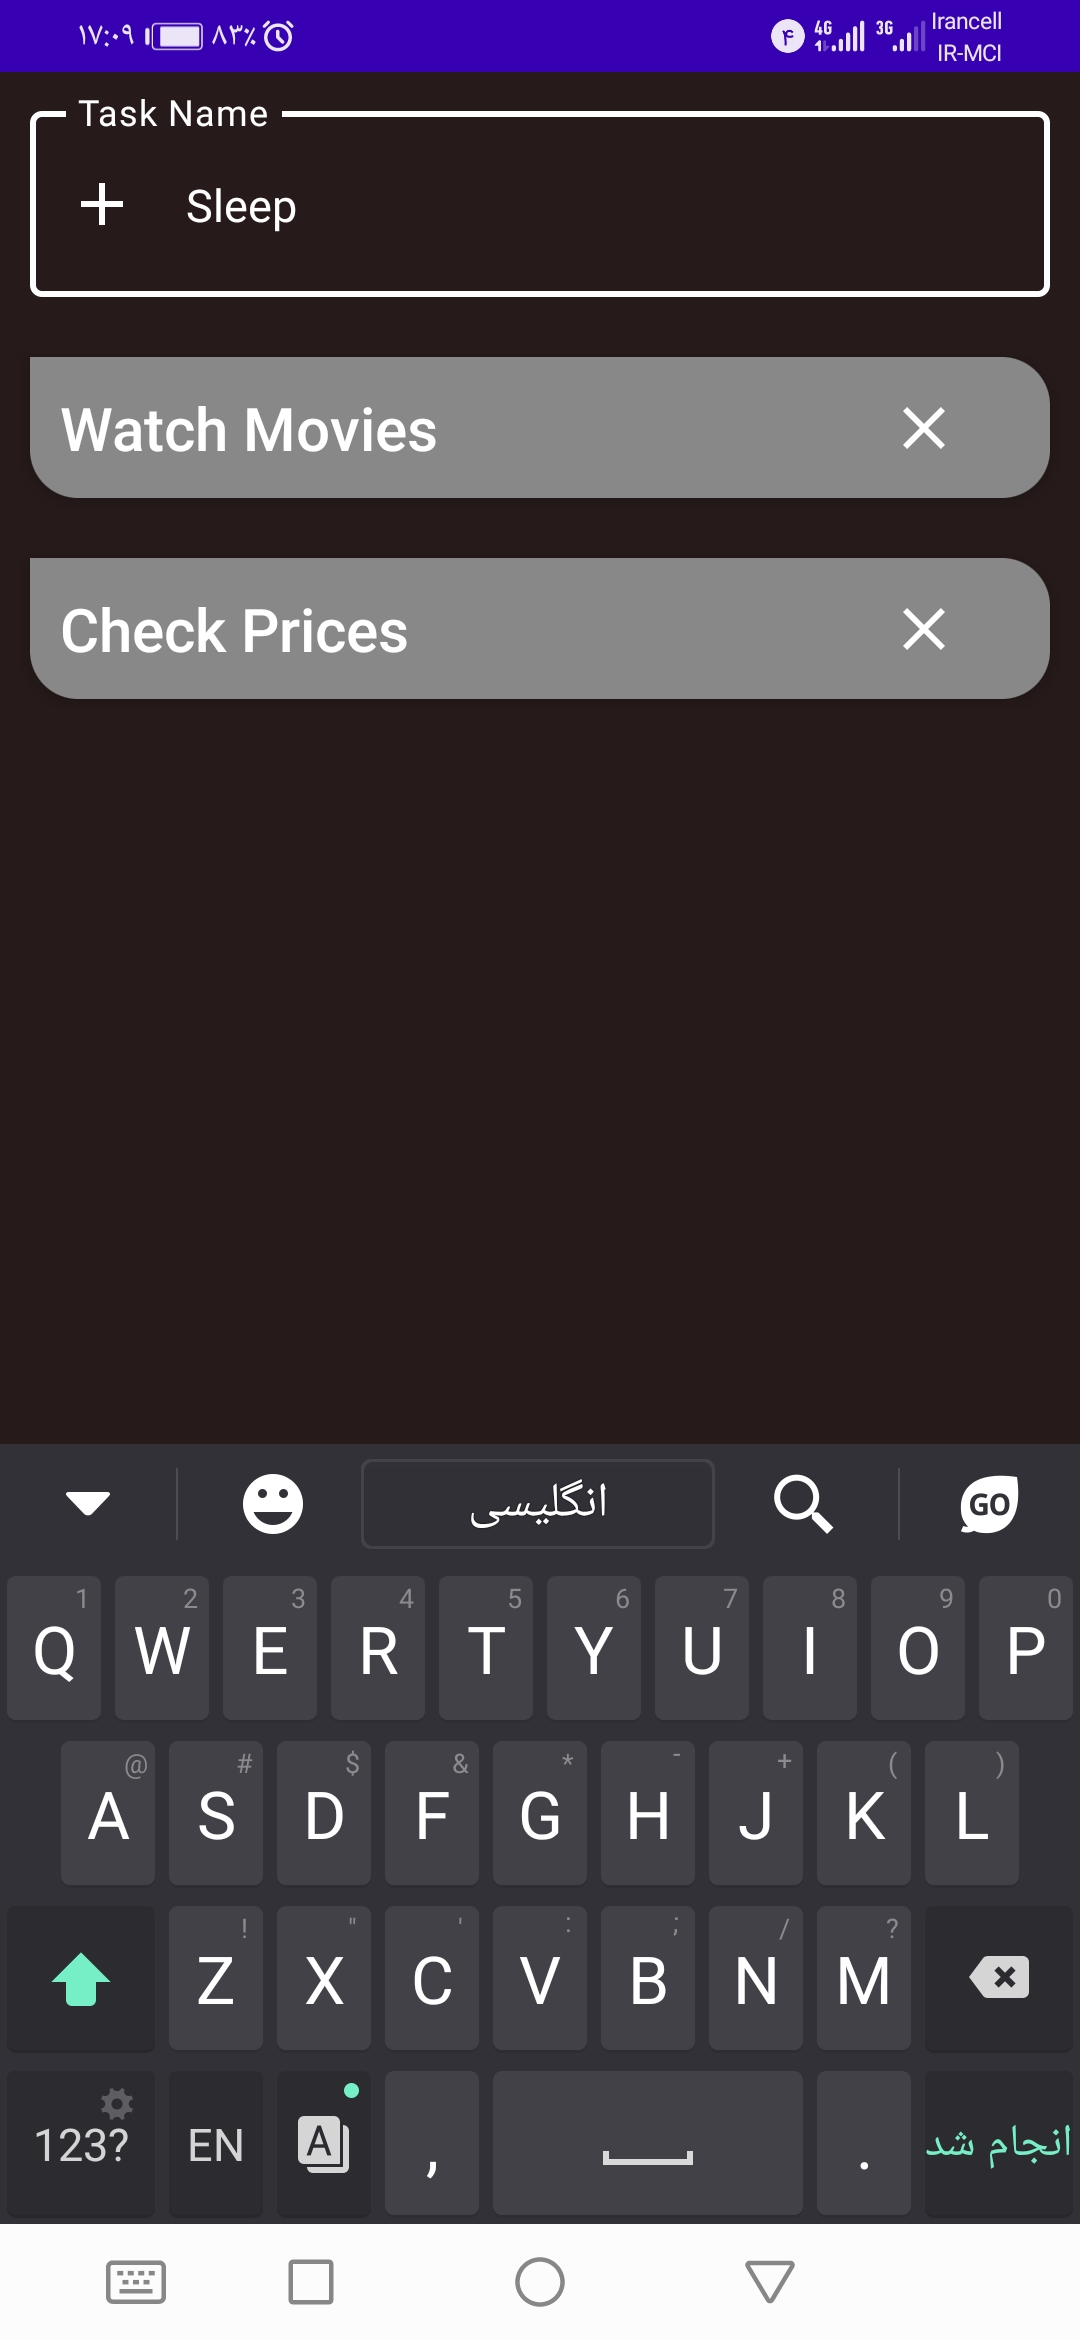 ۱۷:۰۹ ۸۳٪ ۴ 4G 3G Irancell
IR-MCI
Task Name
Sleep
Watch Movies
Check Prices
انگلیسی GO
1 2 3 4 5 6 7 8 9 0
Q W E R T Y U I O P
@ # $ & * - + ( )
A S D F G H J K L
! " ' : ; / ?
Z X C V B N M
123? EN A , . انجام شد